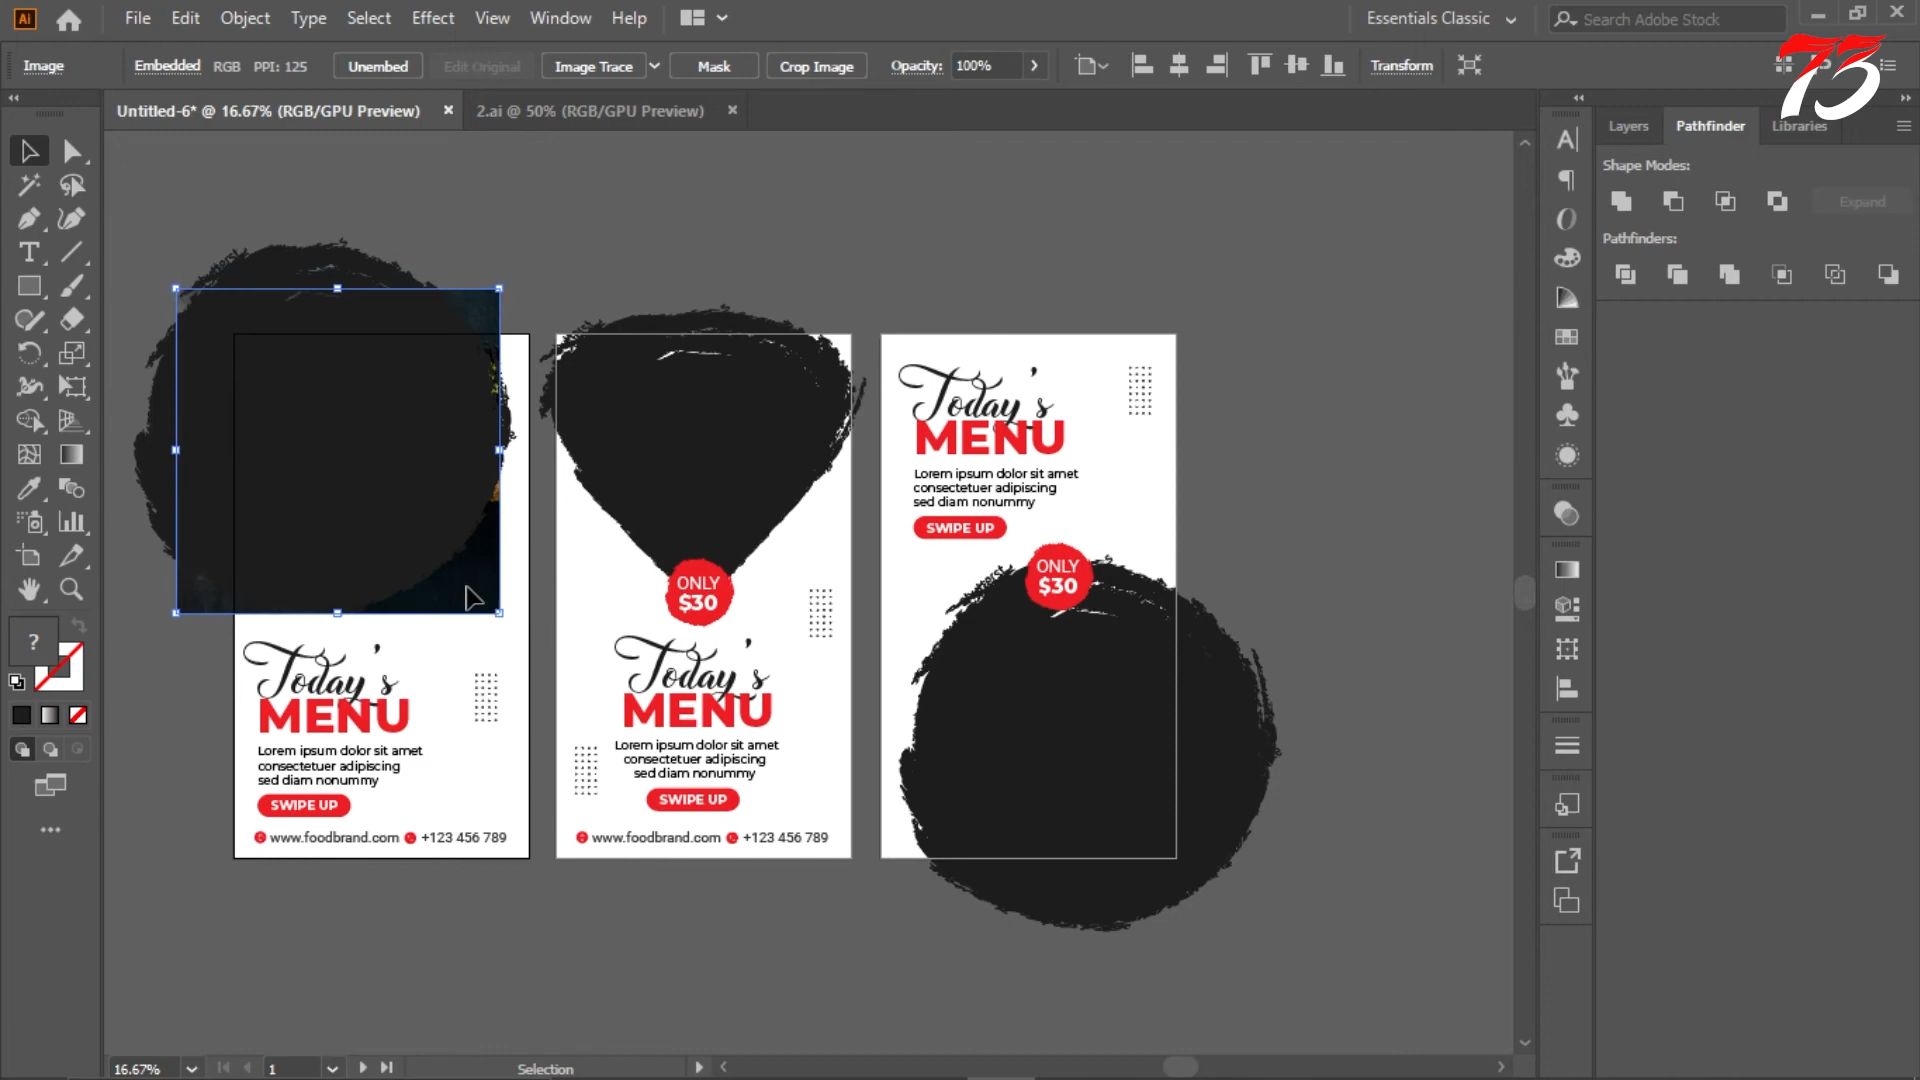 Ai File Edit Object Type Select Effect View Window Help Essentials Classic Search Adobe Stock
Image Embedded RGB PPI: 125 Unembed Edit Original Image Trace Mask Crop Image Opacity: 100% Transform
73
Untitled-6* @ 16.67% (RGB/GPU Preview) 2.ai @ 50% (RGB/GPU Preview)
Layers Pathfinder Libraries
Shape Modes:
Expand
Pathfinders:
Today's
MENU
Lorem ipsum dolor sit amet
consectetuer adipiscing
sed diam nonummy
SWIPE UP
www.foodbrand.com +123 456 789
ONLY
$30
Today's
MENU
Lorem ipsum dolor sit amet
consectetuer adipiscing
sed diam nonummy
SWIPE UP
www.foodbrand.com +123 456 789
Today's
MENU
Lorem ipsum dolor sit amet
consectetuer adipiscing
sed diam nonummy
SWIPE UP
ONLY
$30
?
16.67% 1 Selection